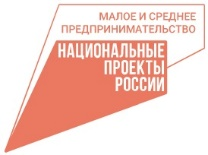 МАЛОЕ И СРЕДНЕЕ
ПРЕДПРИНИМАТЕЛЬСТВО
НАЦИОНАЛЬНЫЕ
ПРОЕКТЫ
РОССИИ